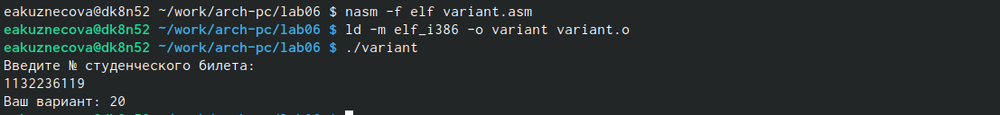 eakuznecova@dk8n52 ~/work/arch-pc/lab06 $ nasm -f elf variant.asm
eakuznecova@dk8n52 ~/work/arch-pc/lab06 $ ld -m elf_i386 -o variant variant.o
eakuznecova@dk8n52 ~/work/arch-pc/lab06 $ ./variant
Введите № студенческого билета:
1132236119
Ваш вариант: 20